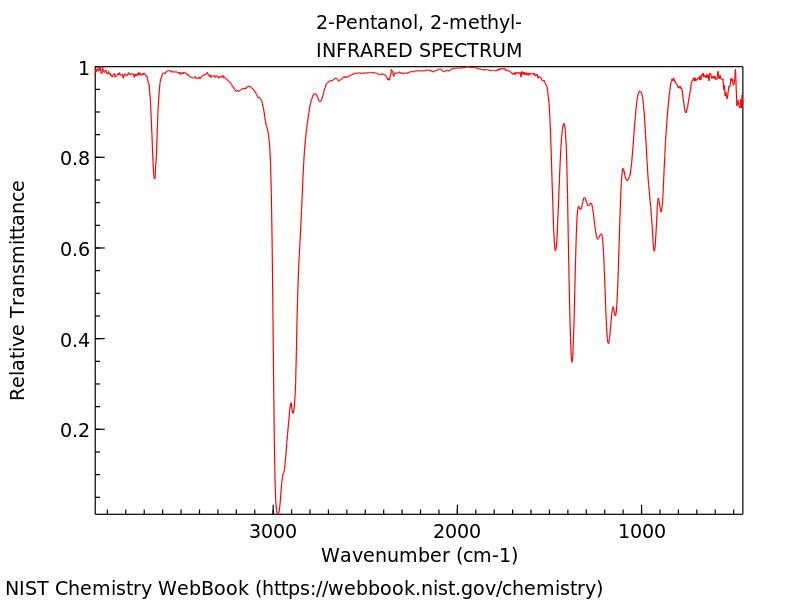 2-Pentanol, 2-methyl-
INFRARED SPECTRUM
1
0.8
0.6
0.4
0.2
Relative Transmittance
3000 2000 1000
Wavenumber (cm-1)
NIST Chemistry WebBook (https://webbook.nist.gov/chemistry)